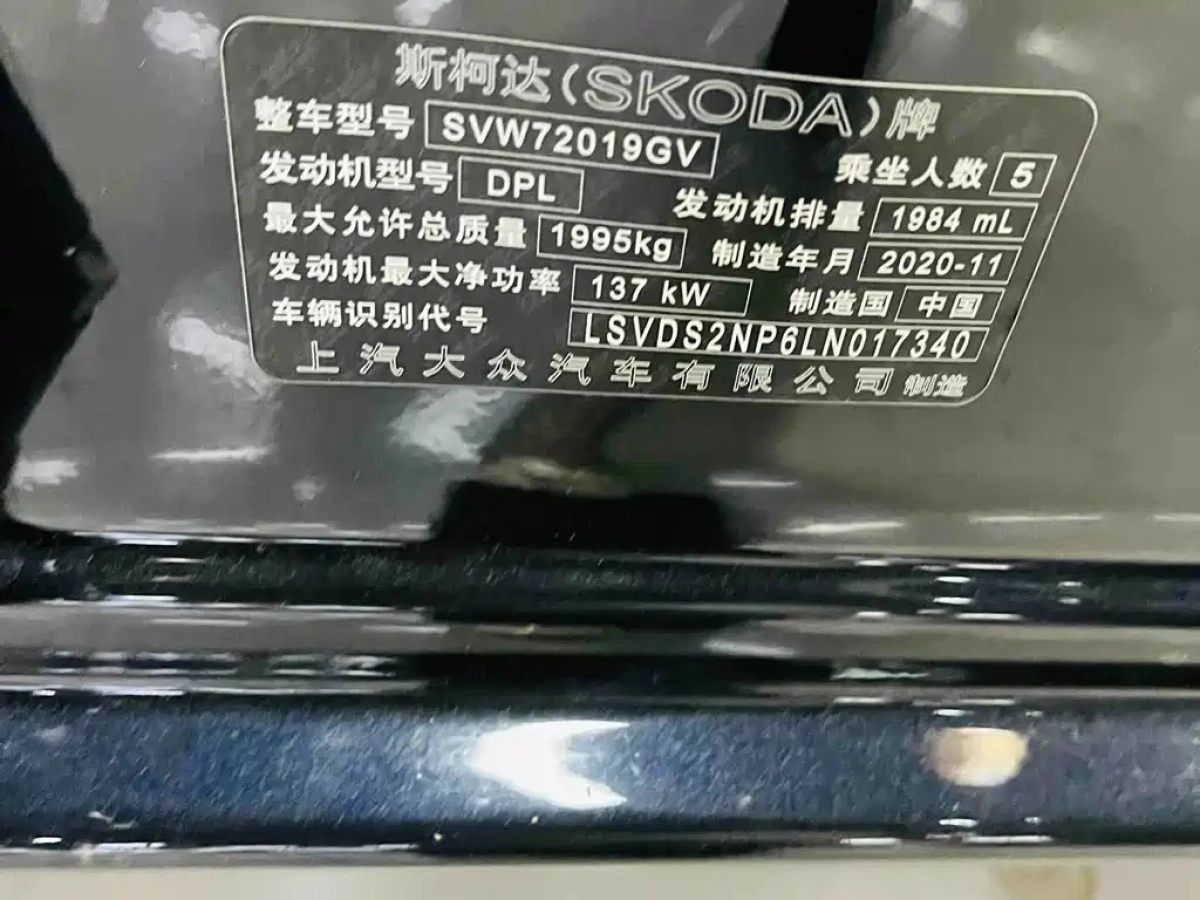 斯柯达(SKODA)牌
整车型号 SVW72019GV 乘坐人数 5
发动机型号 DPL 发动机排量 1984 mL
最大允许总质量 1995kg 制造年月 2020-11
发动机最大净功率 137 kW 制造国 中国
车辆识别代号 LSVDS2NP6LN017340
上汽大众汽车有限公司 制造